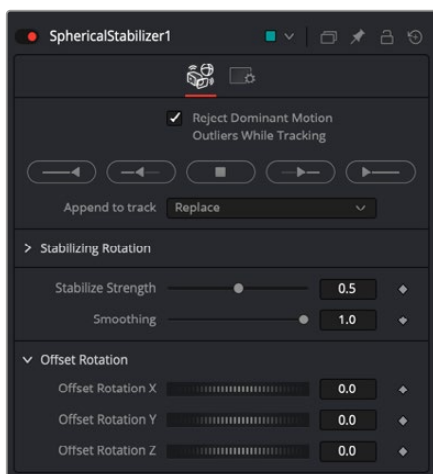 SphericalStabilizer1
Reject Dominant Motion
Outliers While Tracking
Append to track Replace
Stabilizing Rotation
Stabilize Strength 0.5
Smoothing 1.0
Offset Rotation
Offset Rotation X 0.0
Offset Rotation Y 0.0
Offset Rotation Z 0.0